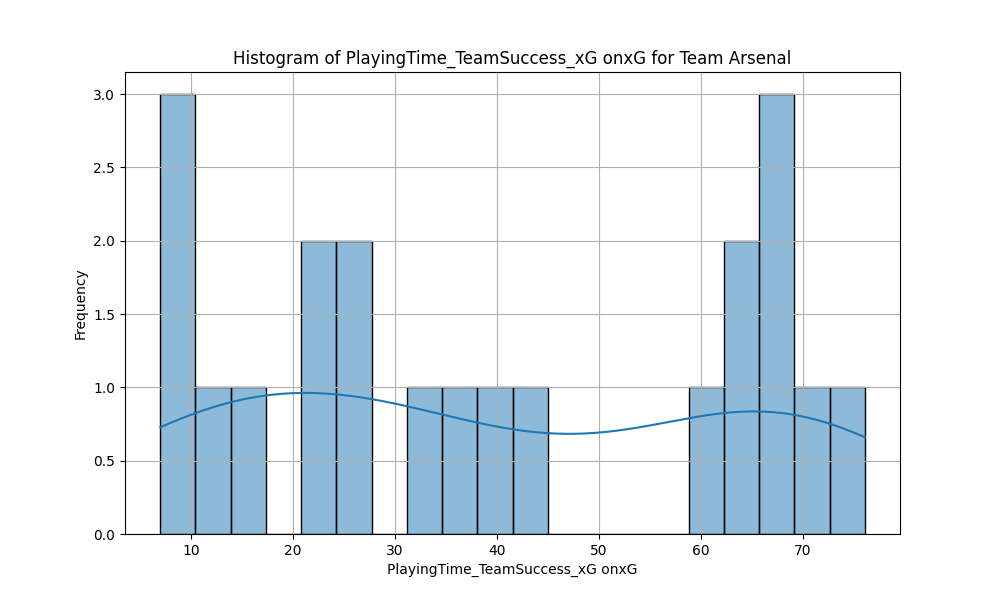 Histogram of PlayingTime_TeamSuccess_xG onxG for Team Arsenal
3.0
2.5
2.0
1.5
1.0
0.5
0.0
Frequency
10 20 30 40 50 60 70
PlayingTime_TeamSuccess_xG onxG